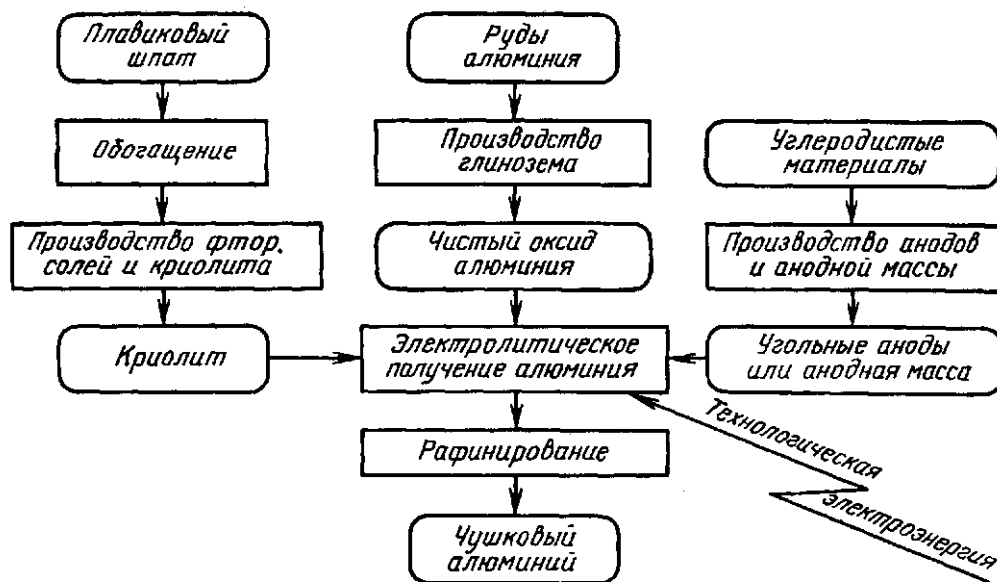 Плавиковый
шпат
Руды
алюминия
Обогащение
Производство
глинозема
Углеродистые
материалы
Производство фтор.
солей и криолита
Чистый оксид
алюминия
Производство анодов
и анодной массы
Криолит
Электролитическое
получение алюминия
Угольные аноды
или анодная масса
Технологическая
электроэнергия
Рафинирование
Чушковый
алюминий